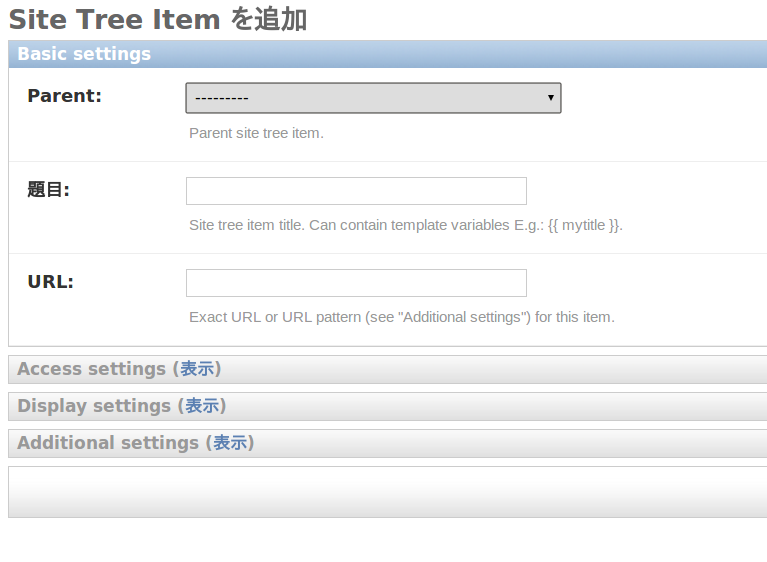 Site Tree Item を追加
Basic settings
Parent: ---------
Parent site tree item.
題目:
Site tree item title. Can contain template variables E.g.: {{ mytitle }}.
URL:
Exact URL or URL pattern (see "Additional settings") for this item.
Access settings (表示)
Display settings (表示)
Additional settings (表示)